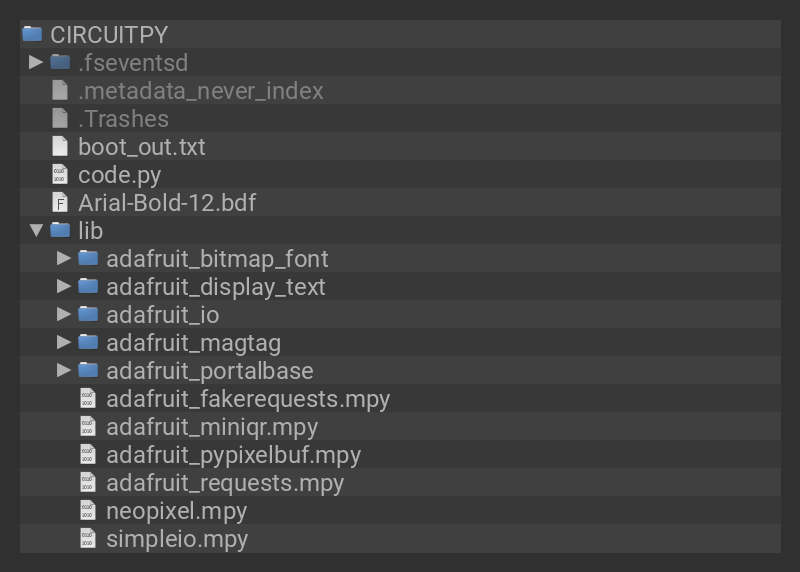 CIRCUITPY
.fseventsd
.metadata_never_index
.Trashes
boot_out.txt
code.py
Arial-Bold-12.bdf
lib
adafruit_bitmap_font
adafruit_display_text
adafruit_io
adafruit_magtag
adafruit_portalbase
adafruit_fakerequests.mpy
adafruit_miniqr.mpy
adafruit_pypixelbuf.mpy
adafruit_requests.mpy
neopixel.mpy
simpleio.mpy